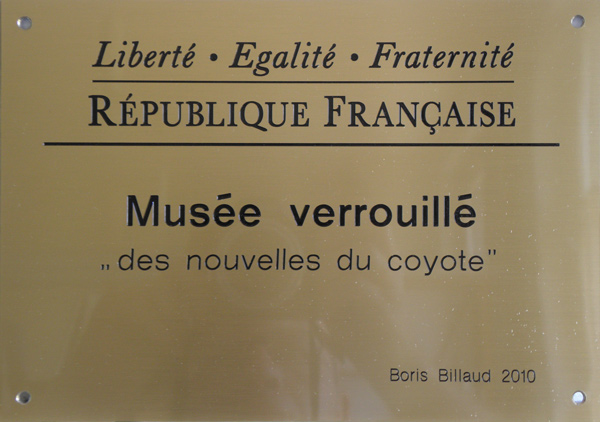 Liberté • Egalité • Fraternité
RÉPUBLIQUE FRANÇAISE
Musée verrouillé
„des nouvelles du coyote"
Boris Billaud 2010